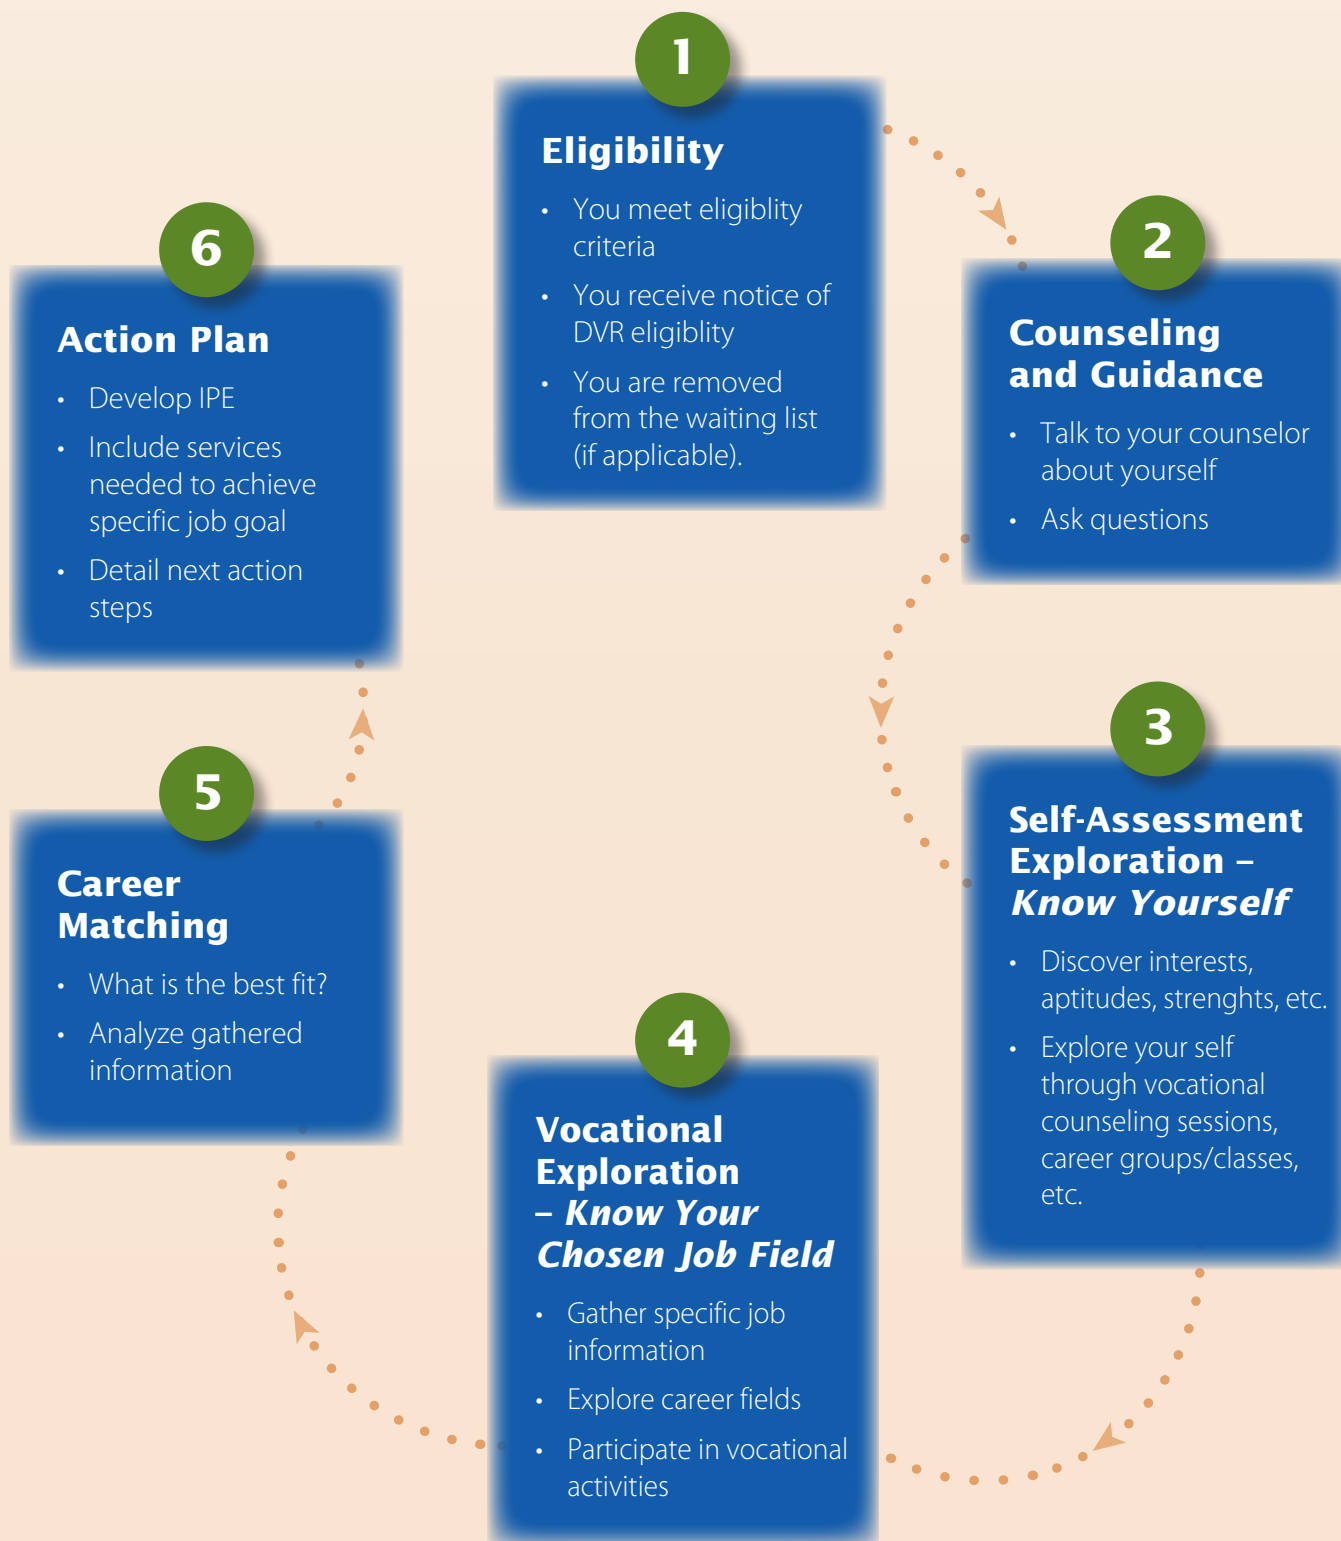 1
Eligibility
• You meet eligiblity
criteria
• You receive notice of
DVR eligiblity
• You are removed
from the waiting list
(if applicable).
2
Counseling
and Guidance
• Talk to your counselor
about yourself
• Ask questions
3
Self-Assessment
Exploration –
Know Yourself
• Discover interests,
aptitudes, strenghts, etc.
• Explore your self
through vocational
counseling sessions,
career groups/classes,
etc.
4
Vocational
Exploration
– Know Your
Chosen Job Field
• Gather specific job
information
• Explore career fields
• Participate in vocational
activities
5
Career
Matching
• What is the best fit?
• Analyze gathered
information
6
Action Plan
• Develop IPE
• Include services
needed to achieve
specific job goal
• Detail next action
steps